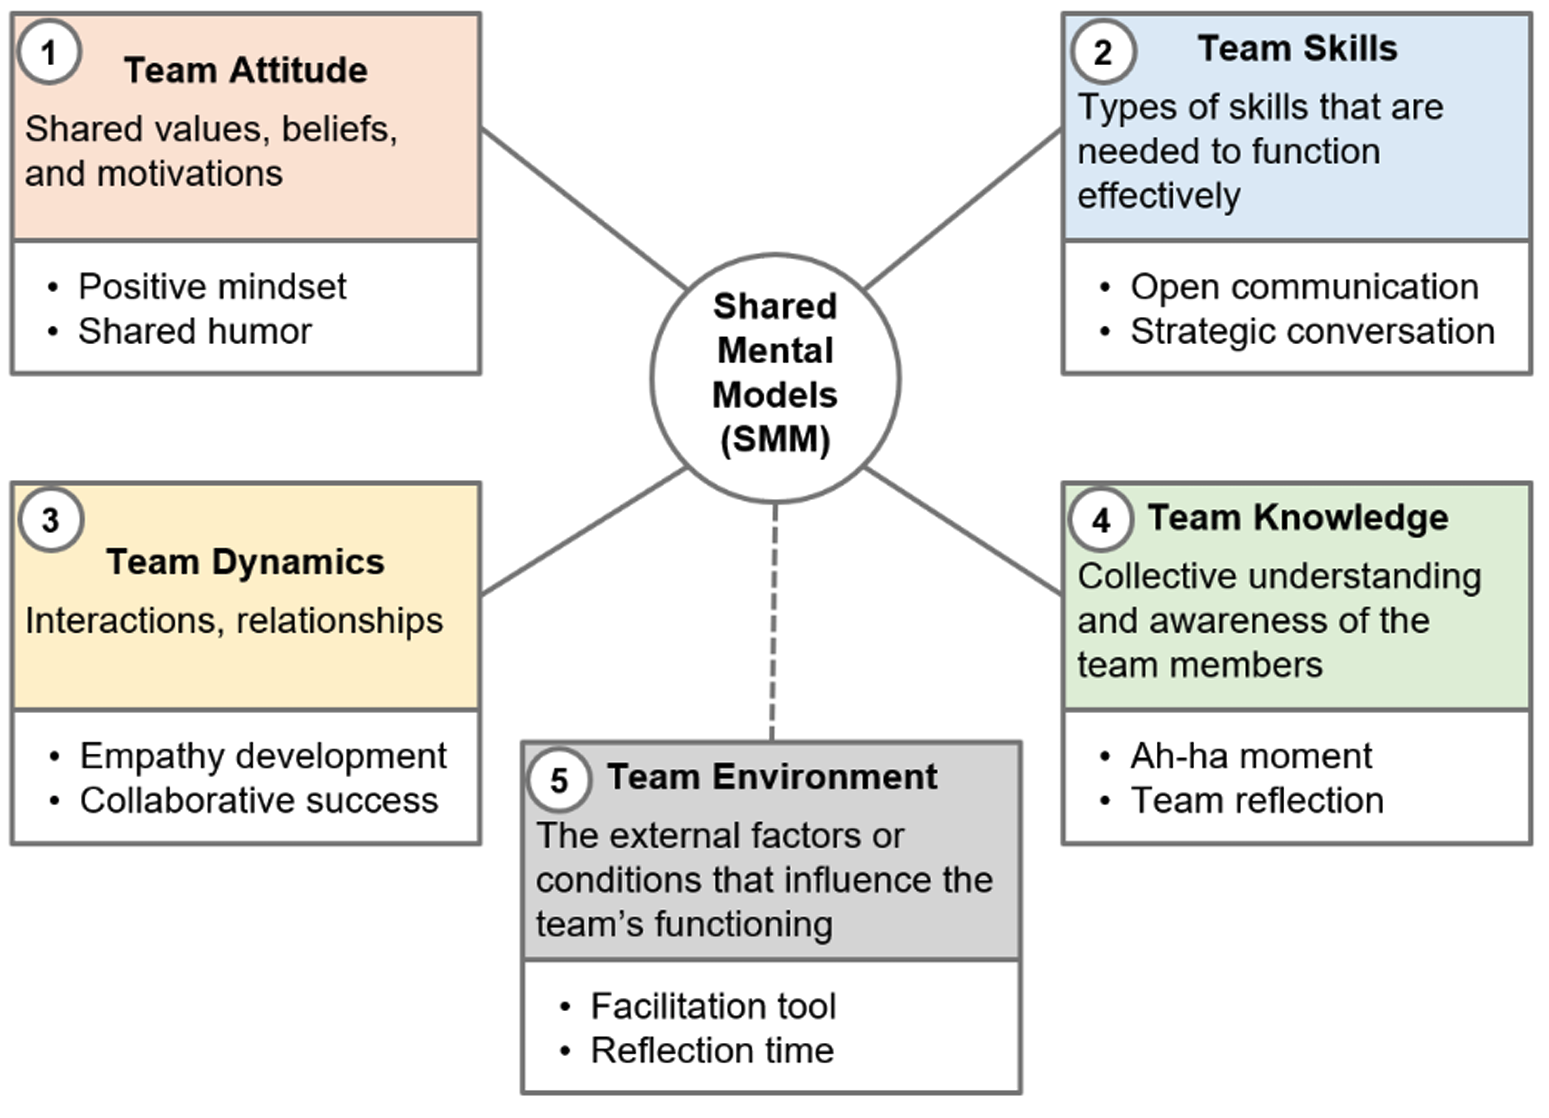 1
Team Attitude
Shared values, beliefs,
and motivations
• Positive mindset
• Shared humor
2
Team Skills
Types of skills that are
needed to function
effectively
• Open communication
• Strategic conversation
Shared
Mental
Models
(SMM)
3
Team Dynamics
Interactions, relationships
• Empathy development
• Collaborative success
4
Team Knowledge
Collective understanding
and awareness of the
team members
• Ah-ha moment
• Team reflection
5
Team Environment
The external factors or
conditions that influence the
team’s functioning
• Facilitation tool
• Reflection time